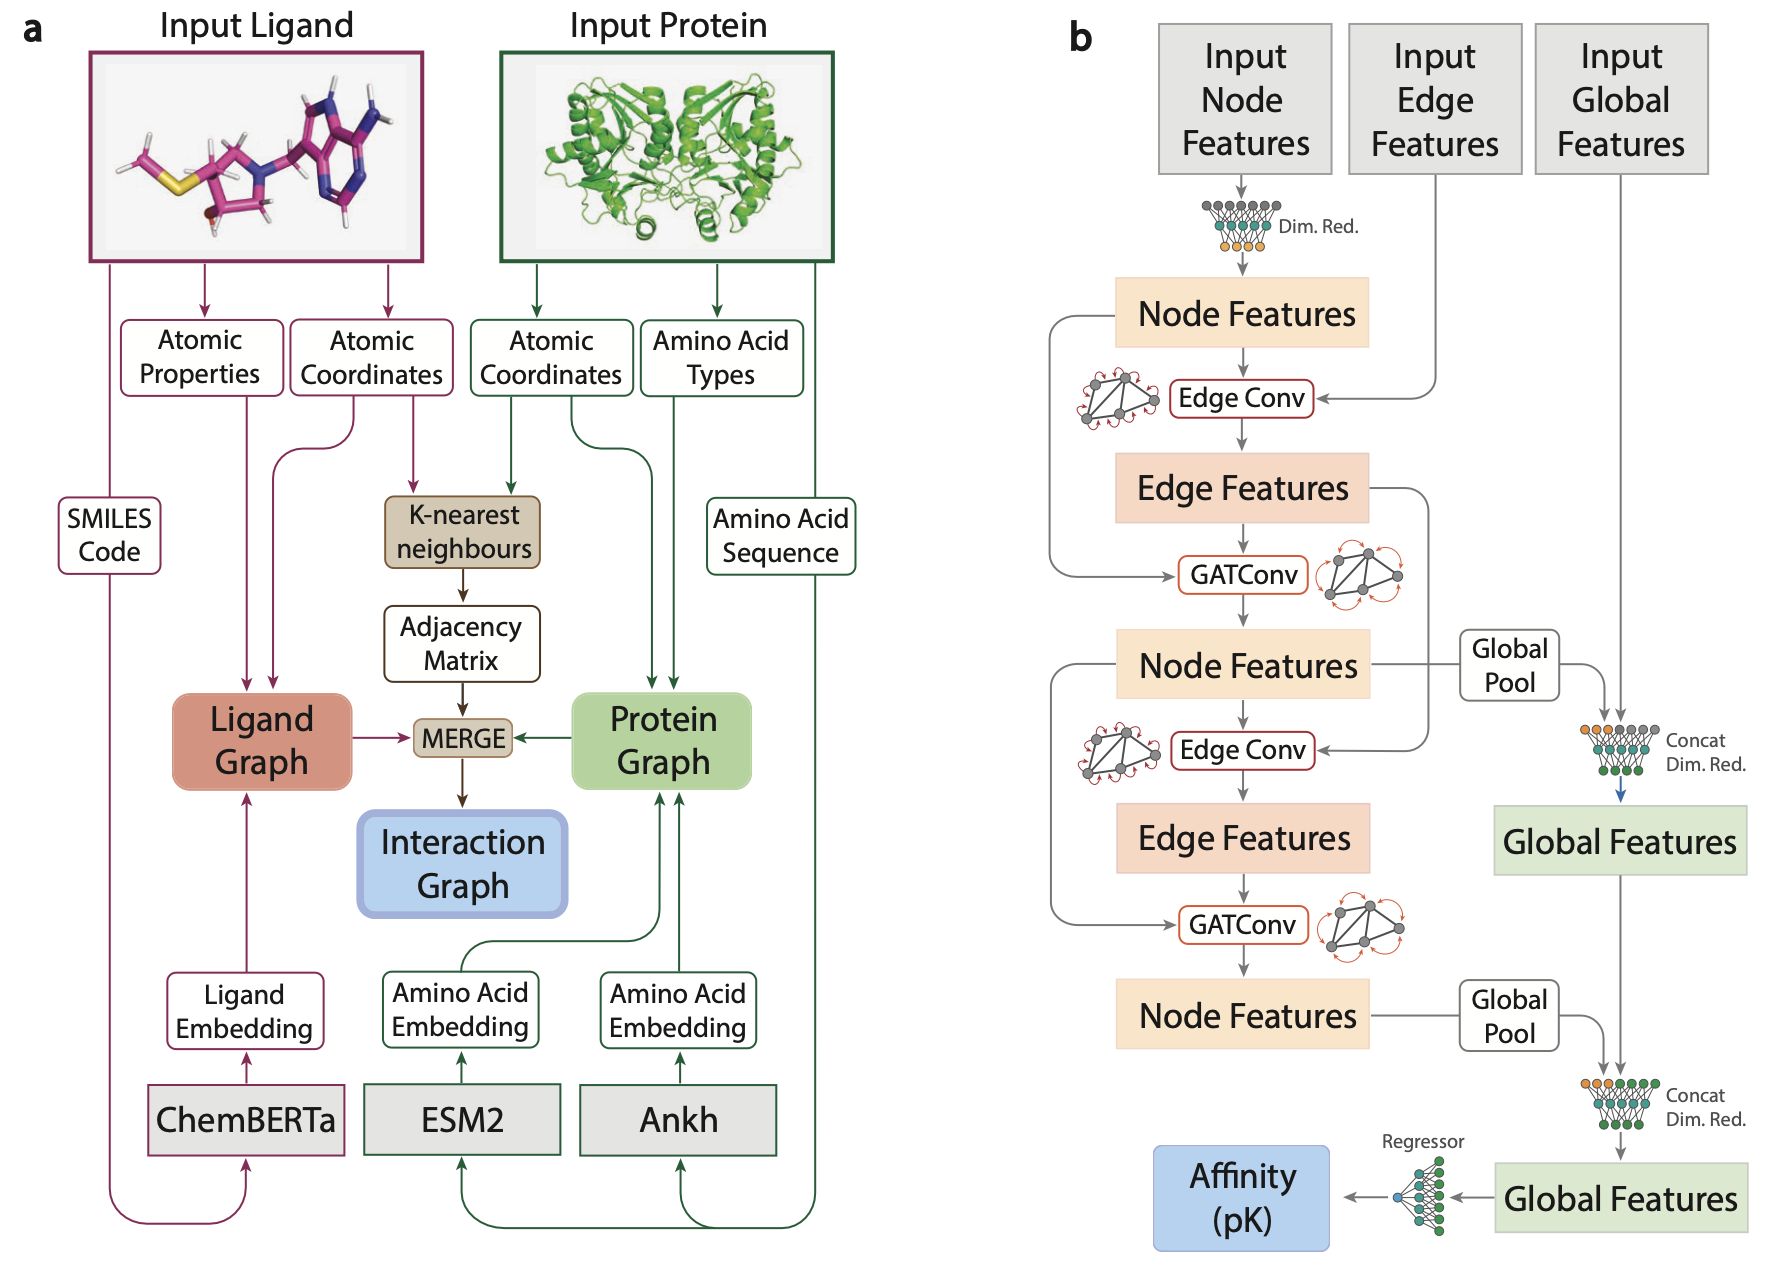 a
Input Ligand
Input Protein
Atomic
Properties
Atomic
Coordinates
Atomic
Coordinates
Amino Acid
Types
SMILES
Code
K-nearest
neighbours
Amino Acid
Sequence
Adjacency
Matrix
Ligand
Graph
MERGE
Protein
Graph
Interaction
Graph
Ligand
Embedding
Amino Acid
Embedding
Amino Acid
Embedding
ChemBERTa
ESM2
Ankh
b
Input
Node
Features
Input
Edge
Features
Input
Global
Features
Dim. Red.
Node Features
Edge Conv
Edge Features
GATConv
Node Features
Global
Pool
Edge Conv
Concat
Dim. Red.
Edge Features
Global Features
GATConv
Node Features
Global
Pool
Concat
Dim. Red.
Regressor
Affinity
(pK)
Global Features